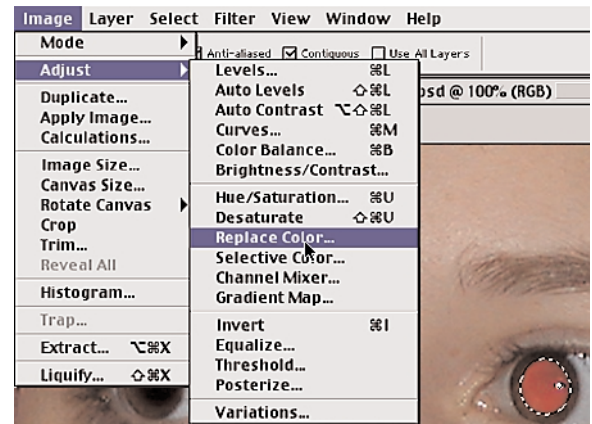 Image Layer Select Filter View Window Help
Anti-aliased Contiguous Use All Layers
psd @ 100% (RGB)
Mode
Adjust
Duplicate...
Apply Image...
Calculations...
Image Size...
Canvas Size...
Rotate Canvas
Crop
Trim...
Reveal All
Histogram...
Trap...
Extract... ⌥⌘X
Liquify... ⇧⌘X
Levels... ⌘L
Auto Levels ⇧⌘L
Auto Contrast ⌥⇧⌘L
Curves... ⌘M
Color Balance... ⌘B
Brightness/Contrast...
Hue/Saturation... ⌘U
Desaturate ⇧⌘U
Replace Color...
Selective Color...
Channel Mixer...
Gradient Map...
Invert ⌘I
Equalize...
Threshold...
Posterize...
Variations...